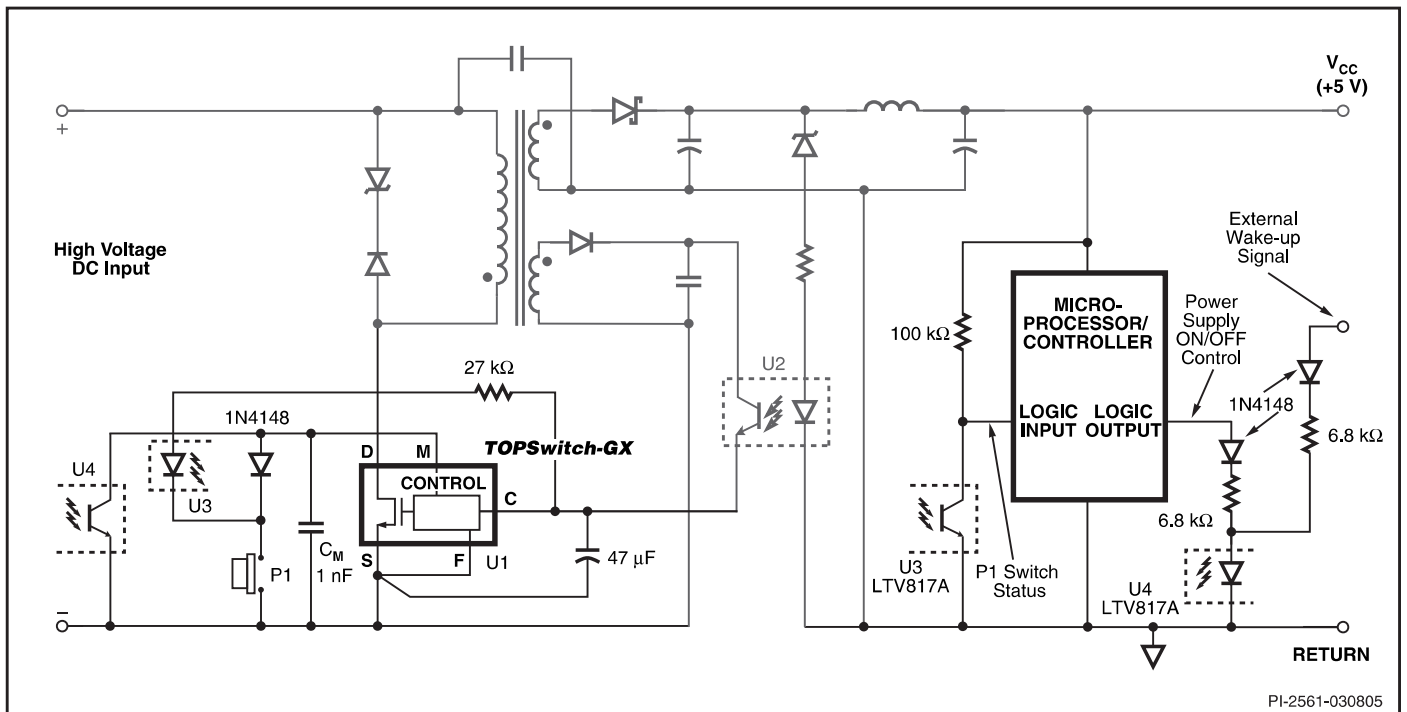 V_CC
(+5 V)
+
High Voltage
DC Input
External
Wake-up
Signal
MICRO-
PROCESSOR/
CONTROLLER
Power
Supply
ON/OFF
Control
100 kΩ
U2
27 kΩ
1N4148
TOPSwitch-GX
1N4148
LOGIC
INPUT
LOGIC
OUTPUT
6.8 kΩ
D
M
CONTROL
C
U4
U3
C_M
1 nF
P1
S
F
U1
47 μF
6.8 kΩ
U3
LTV817A
P1 Switch
Status
U4
LTV817A
–
RETURN
PI-2561-030805